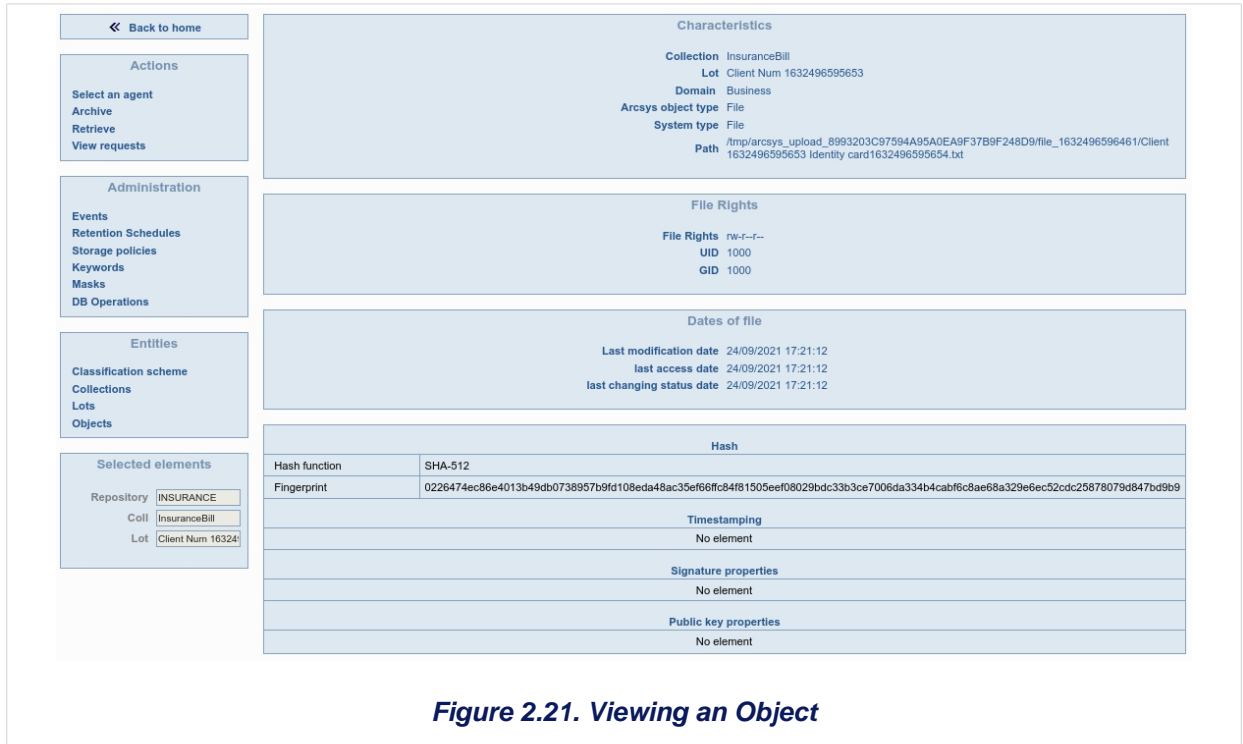 « Back to home
Actions
Select an agent
Archive
Retrieve
View requests
Administration
Events
Retention Schedules
Storage policies
Keywords
Masks
DB Operations
Entities
Classification scheme
Collections
Lots
Objects
Selected elements
Repository INSURANCE
Coll InsuranceBill
Lot Client Num 16324
Characteristics
Collection InsuranceBill
Lot Client Num 1632496595653
Domain Business
Arcsys object type File
System type File
Path /tmp/arcsys_upload_8993203C97594A95A0EA9F37B9F248D9/file_1632496596461/Client
1632496595653 Identity card1632496595654.txt
File Rights
File Rights rw-r--r--
UID 1000
GID 1000
Dates of file
Last modification date 24/09/2021 17:21:12
last access date 24/09/2021 17:21:12
last changing status date 24/09/2021 17:21:12
Hash
Hash function SHA-512
Fingerprint 0226474ec86e4013b49db0738957b9fd108eda48ac35ef66ffc84f81505eef08029bdc33b3ce7006da334b4cabf6c8ae68a329e6ec52cdc25878079d847bd9b9
Timestamping
No element
Signature properties
No element
Public key properties
No element
Figure 2.21. Viewing an Object